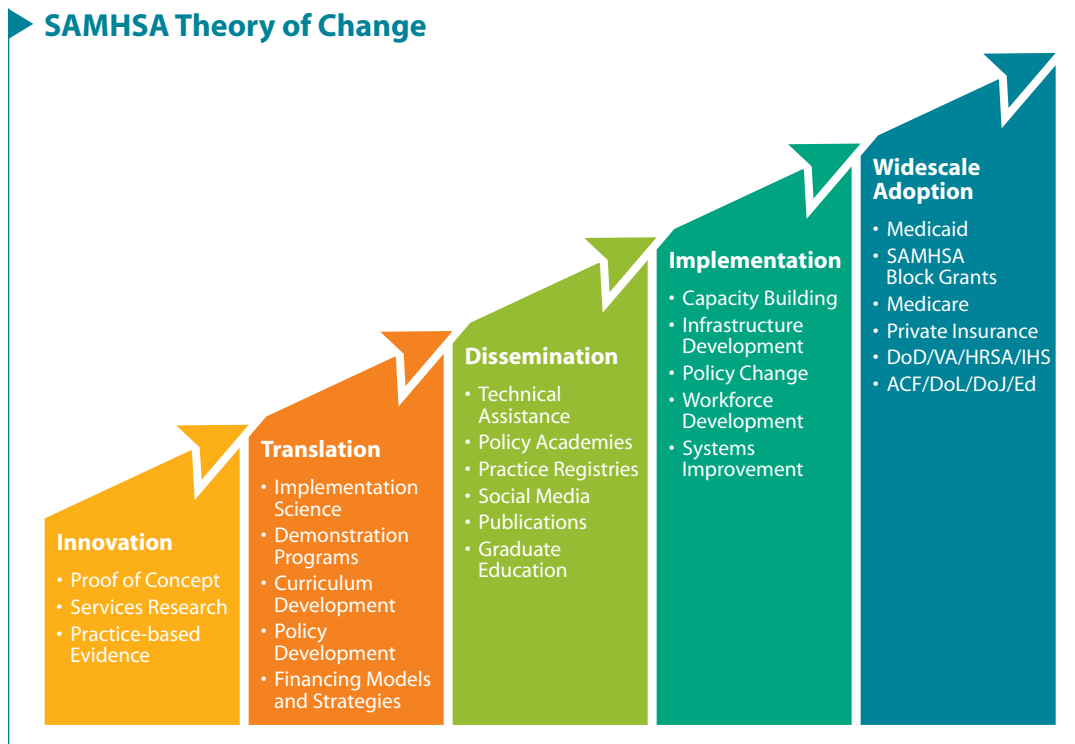 SAMHSA Theory of Change
Innovation
• Proof of Concept
• Services Research
• Practice-based
Evidence
Translation
• Implementation
Science
• Demonstration
Programs
• Curriculum
Development
• Policy
Development
• Financing Models
and Strategies
Dissemination
• Technical
Assistance
• Policy Academies
• Practice Registries
• Social Media
• Publications
• Graduate
Education
Implementation
• Capacity Building
• Infrastructure
Development
• Policy Change
• Workforce
Development
• Systems
Improvement
Widescale
Adoption
• Medicaid
• SAMHSA
Block Grants
• Medicare
• Private Insurance
• DoD/VA/HRSA/IHS
• ACF/DoL/DoJ/Ed